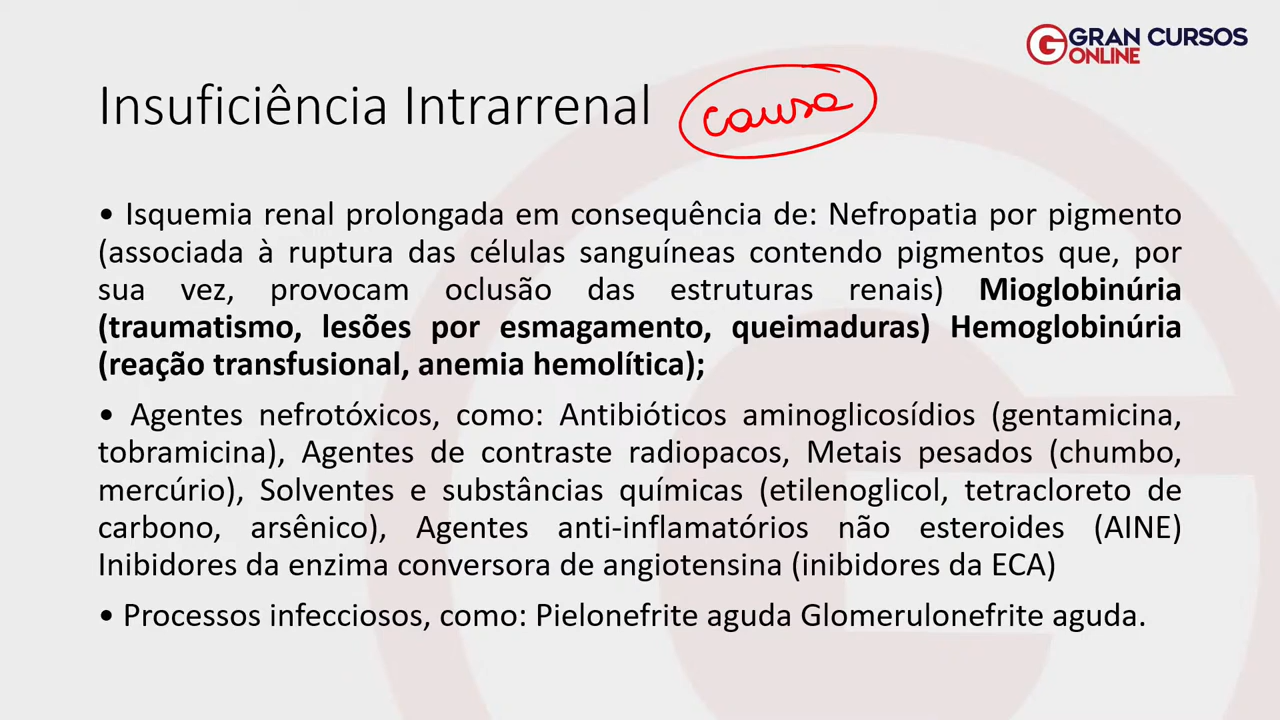 GRAN CURSOS
ONLINE
Insuficiência Intrarrenal causa
• Isquemia renal prolongada em consequência de: Nefropatia por pigmento
(associada à ruptura das células sanguíneas contendo pigmentos que, por
sua vez, provocam oclusão das estruturas renais) Mioglobinúria
(traumatismo, lesões por esmagamento, queimaduras) Hemoglobinúria
(reação transfusional, anemia hemolítica);
• Agentes nefrotóxicos, como: Antibióticos aminoglicosídios (gentamicina,
tobramicina), Agentes de contraste radiopacos, Metais pesados (chumbo,
mercúrio), Solventes e substâncias químicas (etilenoglicol, tetracloreto de
carbono, arsênico), Agentes anti-inflamatórios não esteroides (AINE)
Inibidores da enzima conversora de angiotensina (inibidores da ECA)
• Processos infecciosos, como: Pielonefrite aguda Glomerulonefrite aguda.